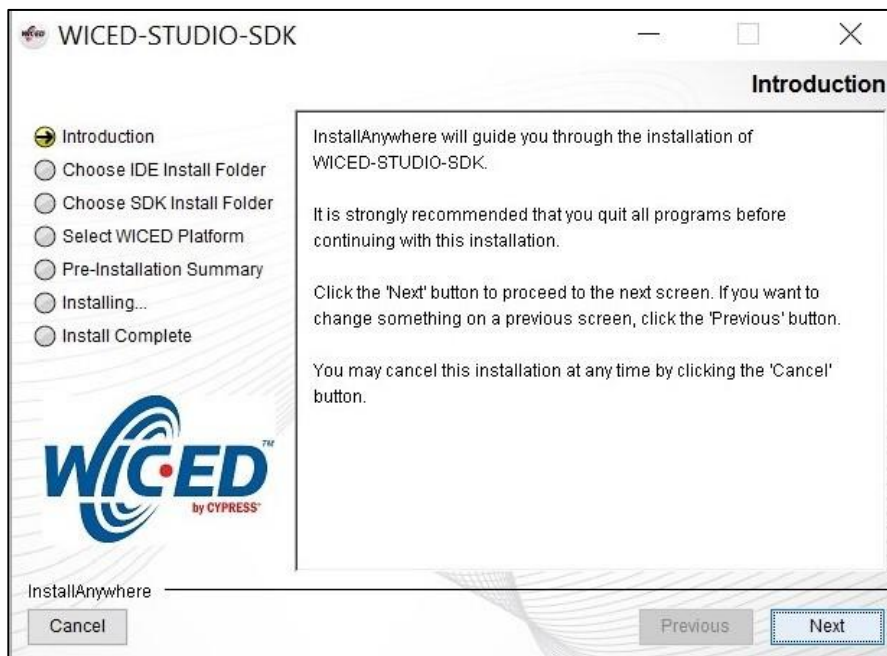 WICED-STUDIO-SDK
Introduction
Introduction
Choose IDE Install Folder
Choose SDK Install Folder
Select WICED Platform
Pre-Installation Summary
Installing...
Install Complete
InstallAnywhere will guide you through the installation of
WICED-STUDIO-SDK.
It is strongly recommended that you quit all programs before
continuing with this installation.
Click the 'Next' button to proceed to the next screen. If you want to
change something on a previous screen, click the 'Previous' button.
You may cancel this installation at any time by clicking the 'Cancel'
button.
WICED™
by CYPRESS®
InstallAnywhere
Cancel
Previous
Next